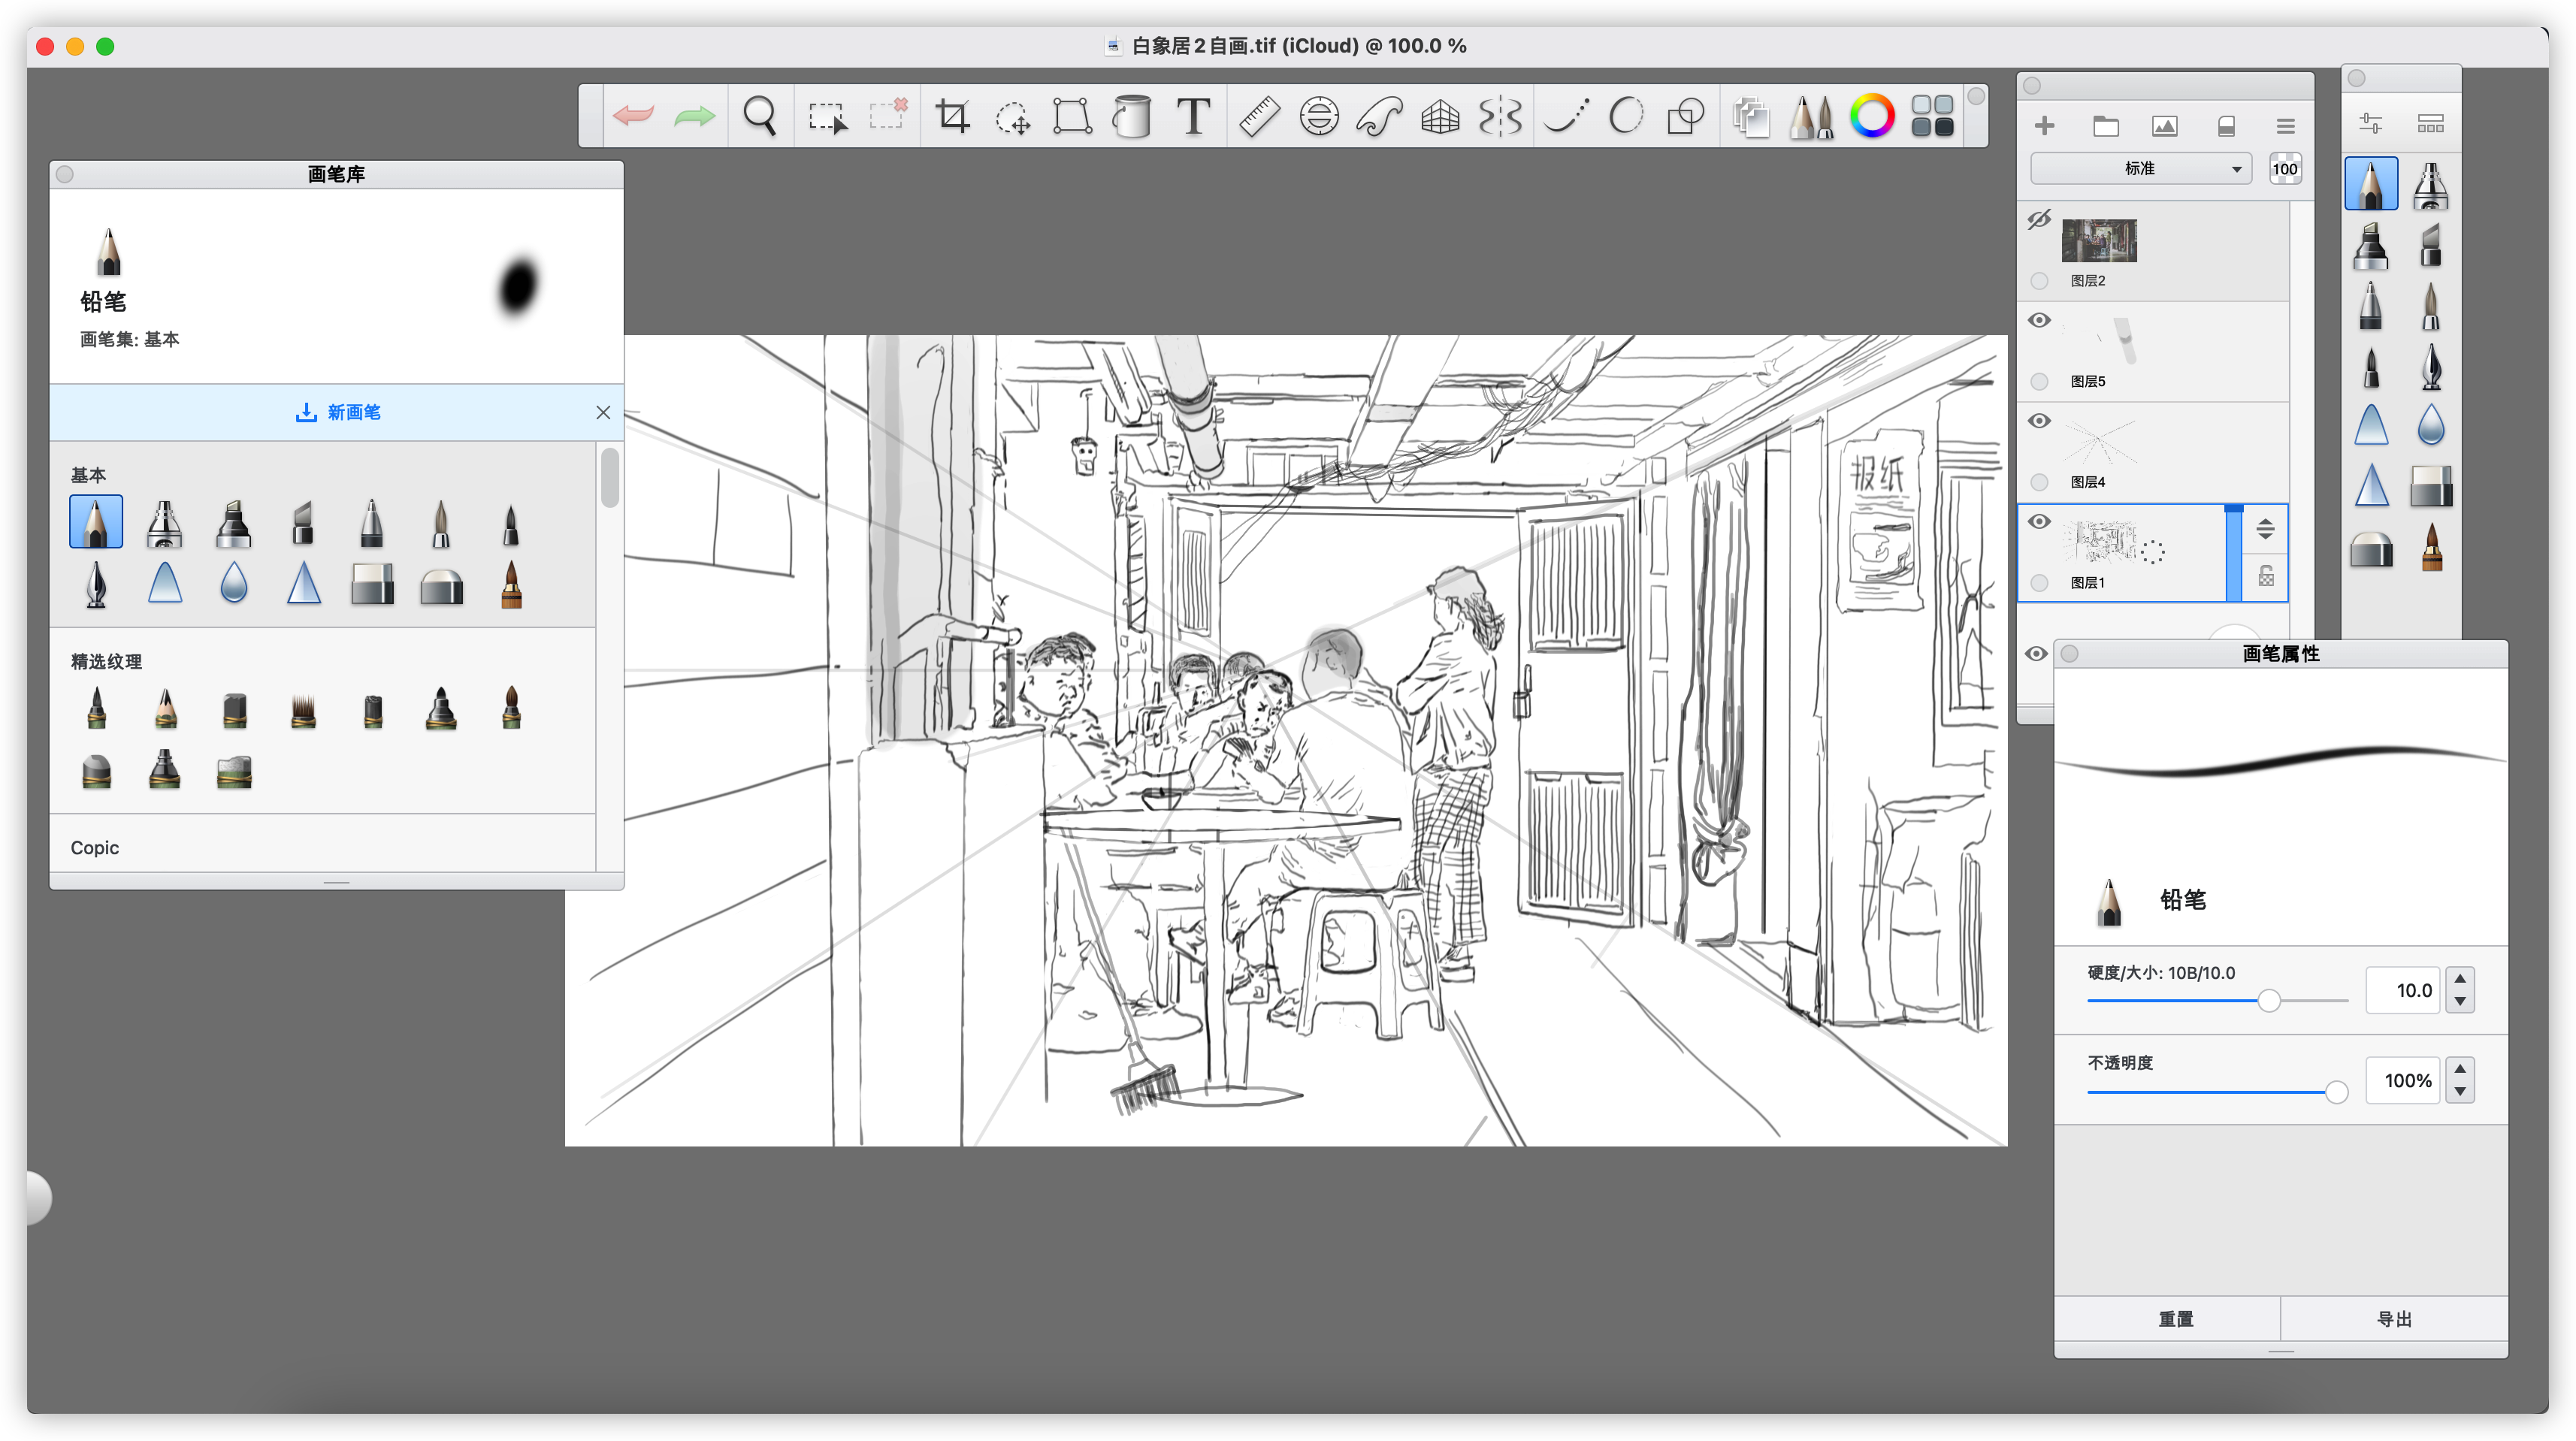 白象居2自画.tif (iCloud) @ 100.0 %
画笔库
铅笔
画笔集: 基本
新画笔
基本
精选纹理
Copic
T
报纸
标准
100
图层2
图层5
图层4
图层1
画笔属性
铅笔
硬度/大小: 10B/10.0
10.0
不透明度
100%
重置
导出